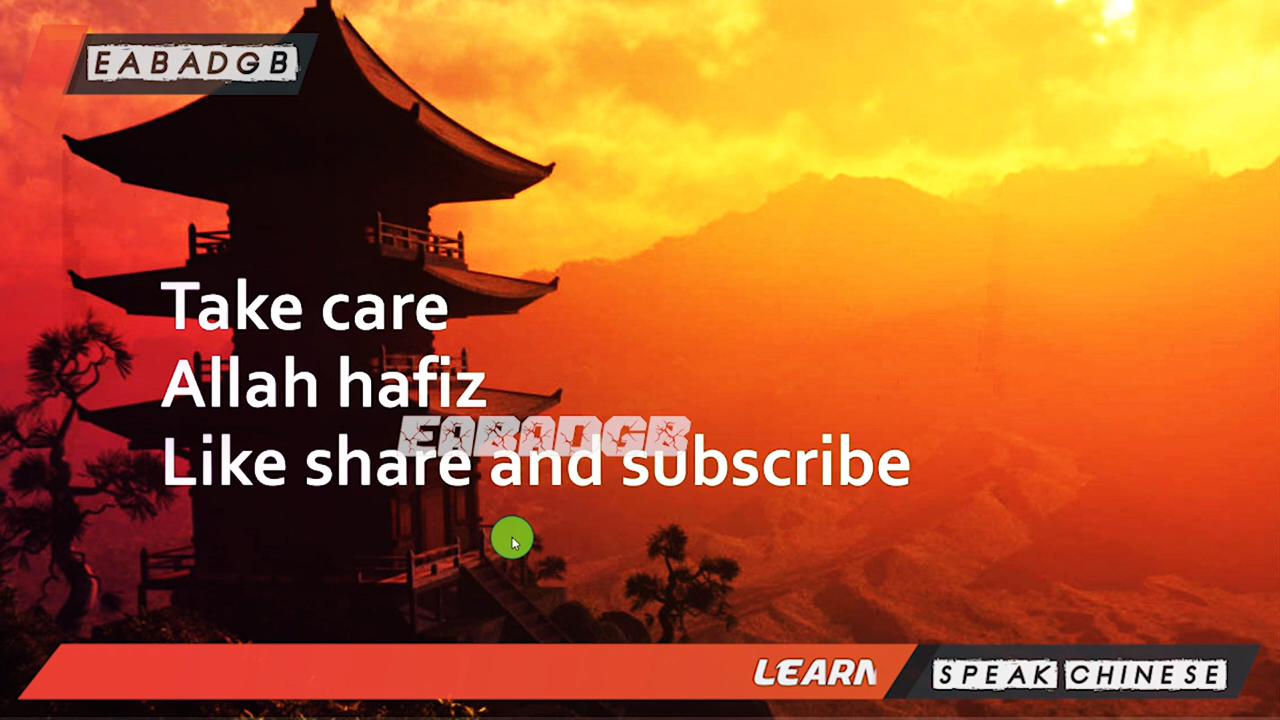 EABADGB
Take care
Allah hafiz
EABADGB
Like share and subscribe
LEARN
SPEAK CHINESE